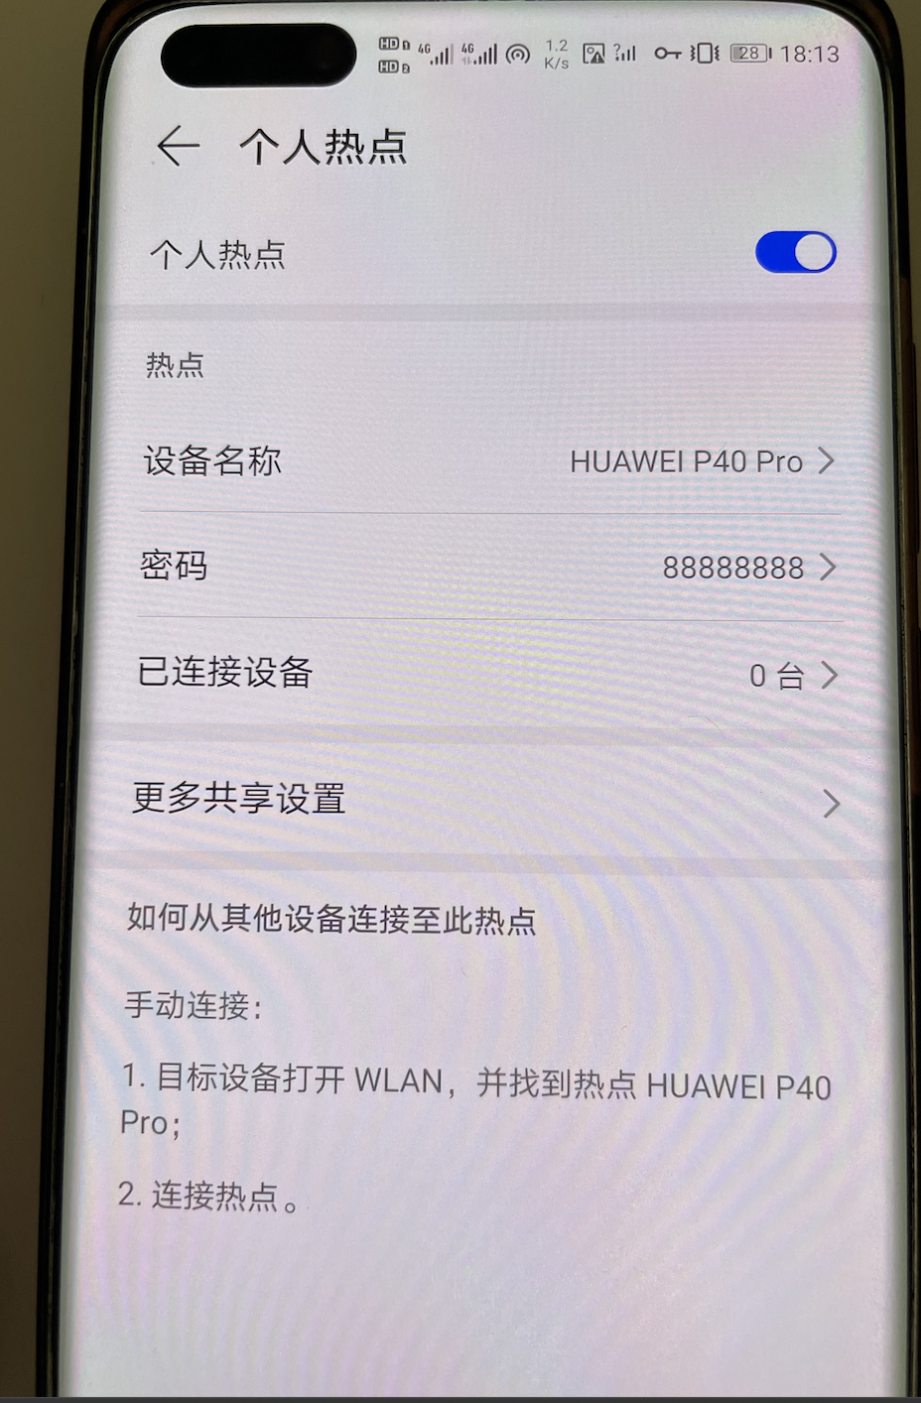 HD 1 4G 4G 1.2 K/s ? 28 18:13
HD 2
个人热点
个人热点
热点
设备名称 HUAWEI P40 Pro
密码 88888888
已连接设备 0 台
更多共享设置
如何从其他设备连接至此热点
手动连接：
1. 目标设备打开 WLAN，并找到热点 HUAWEI P40
Pro；
2. 连接热点。